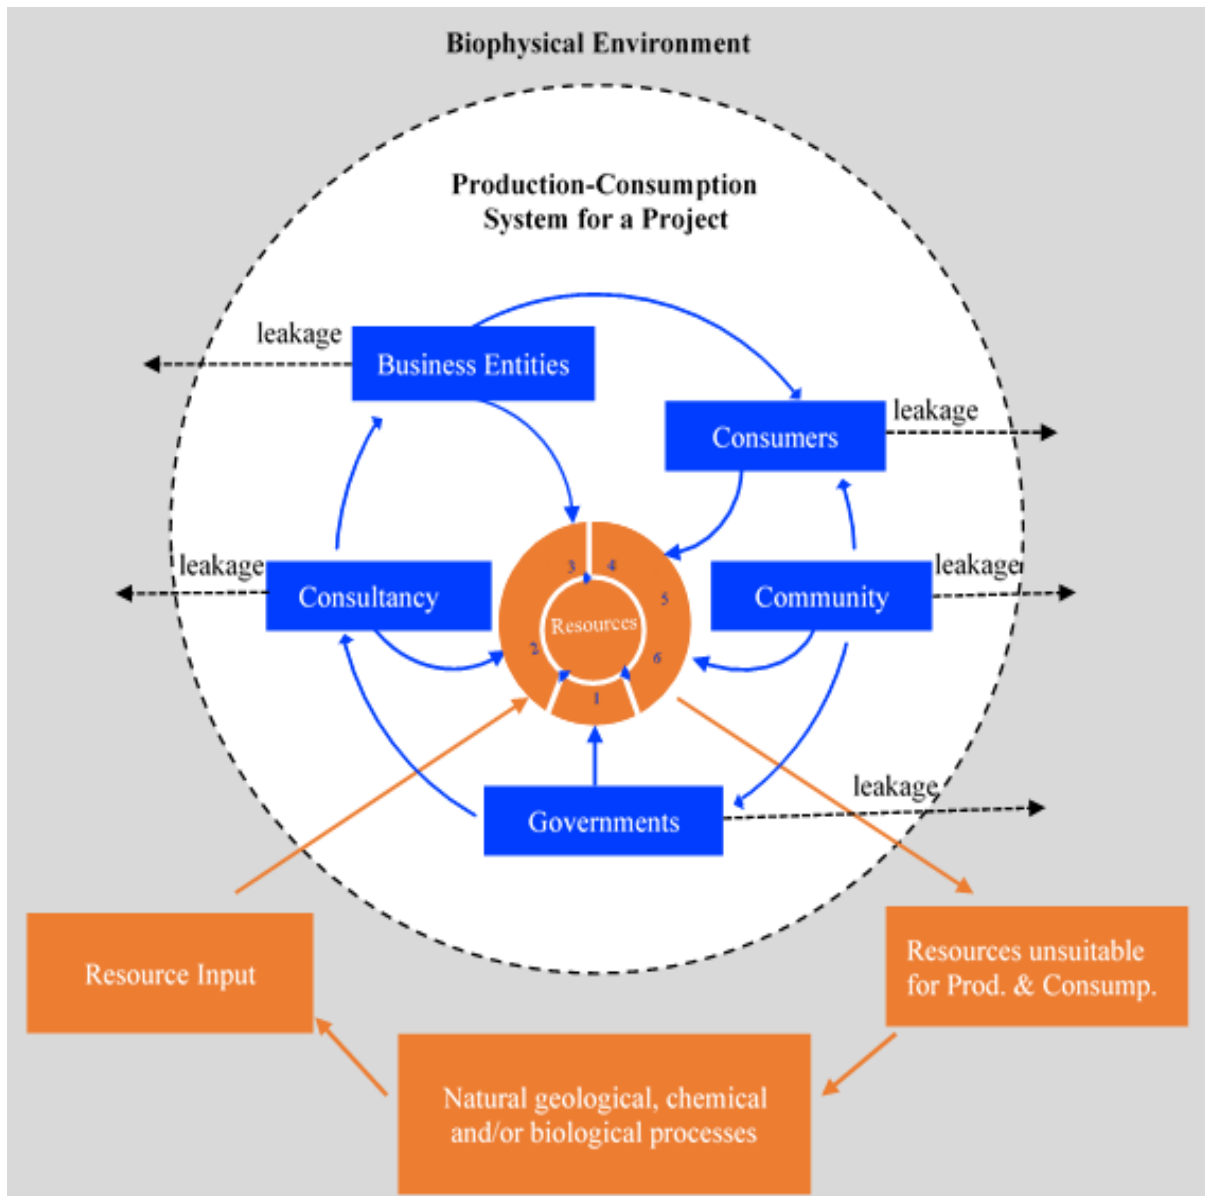 Biophysical Environment
Production-Consumption
System for a Project
leakage
Business Entities
leakage
Consumers
leakage
Consultancy
3
4
5
Resources
2
6
1
Community
leakage
leakage
Governments
Resource Input
Resources unsuitable
for Prod. & Consump.
Natural geological, chemical
and/or biological processes